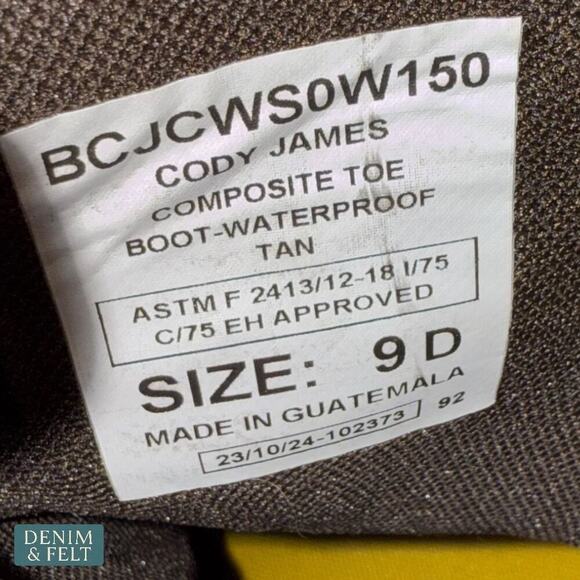 BCJCWS0W150
CODY JAMES
COMPOSITE TOE
BOOT-WATERPROOF
TAN
ASTM F 2413/12-18 I/75
C/75 EH APPROVED
SIZE: 9 D
MADE IN GUATEMALA
23/10/24-102373 92
DENIM
& FELT